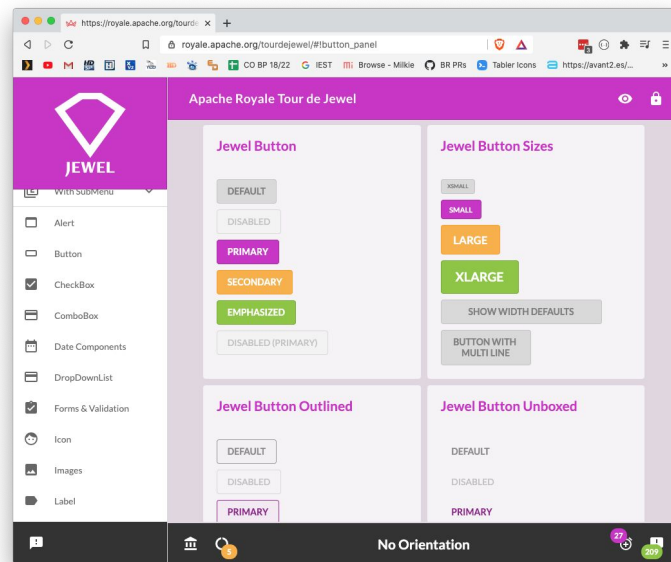 https://royale.apache.org/tourde
royale.apache.org/tourdejewel/#!button_panel
3
CO BP 18/22
IEST
Browse - Milkie
BR PRs
Tabler Icons
https://avant2.es/...
»
JEWEL
Apache Royale Tour de Jewel
With SubMenu
Alert
Button
CheckBox
ComboBox
Date Components
DropDownList
Forms & Validation
Icon
Images
Label
Jewel Button
DEFAULT
DISABLED
PRIMARY
SECONDARY
EMPHASIZED
DISABLED (PRIMARY)
Jewel Button Sizes
XSMALL
SMALL
LARGE
XLARGE
SHOW WIDTH DEFAULTS
BUTTON WITH
MULTI LINE
Jewel Button Outlined
DEFAULT
DISABLED
PRIMARY
Jewel Button Unboxed
DEFAULT
DISABLED
PRIMARY
5
No Orientation
27
209